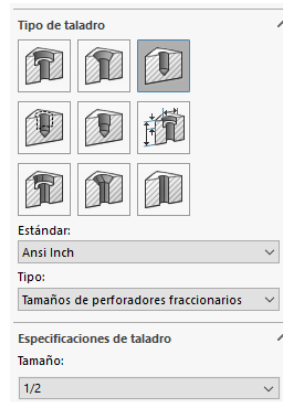 Tipo de taladro
Estándar:
Ansi Inch
Tipo:
Tamaños de perforadores fraccionarios
Especificaciones de taladro
Tamaño:
1/2